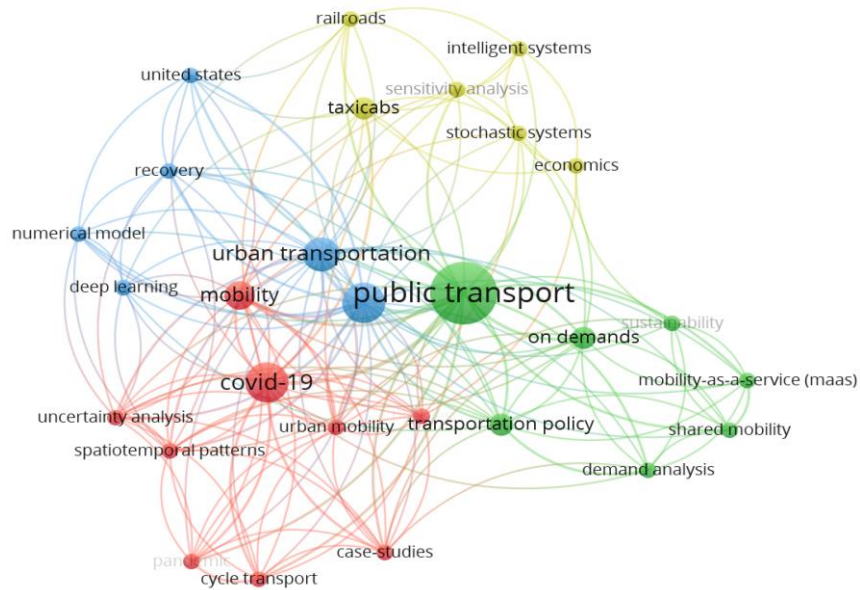 railroads
intelligent systems
united states
sensitivity analysis
taxicabs
stochastic systems
economics
recovery
numerical model
urban transportation
deep learning
mobility
public transport
sustainability
on demands
covid-19
mobility-as-a-service (maas)
uncertainty analysis
urban mobility
transportation policy
shared mobility
spatiotemporal patterns
demand analysis
case-studies
pandemic
cycle transport